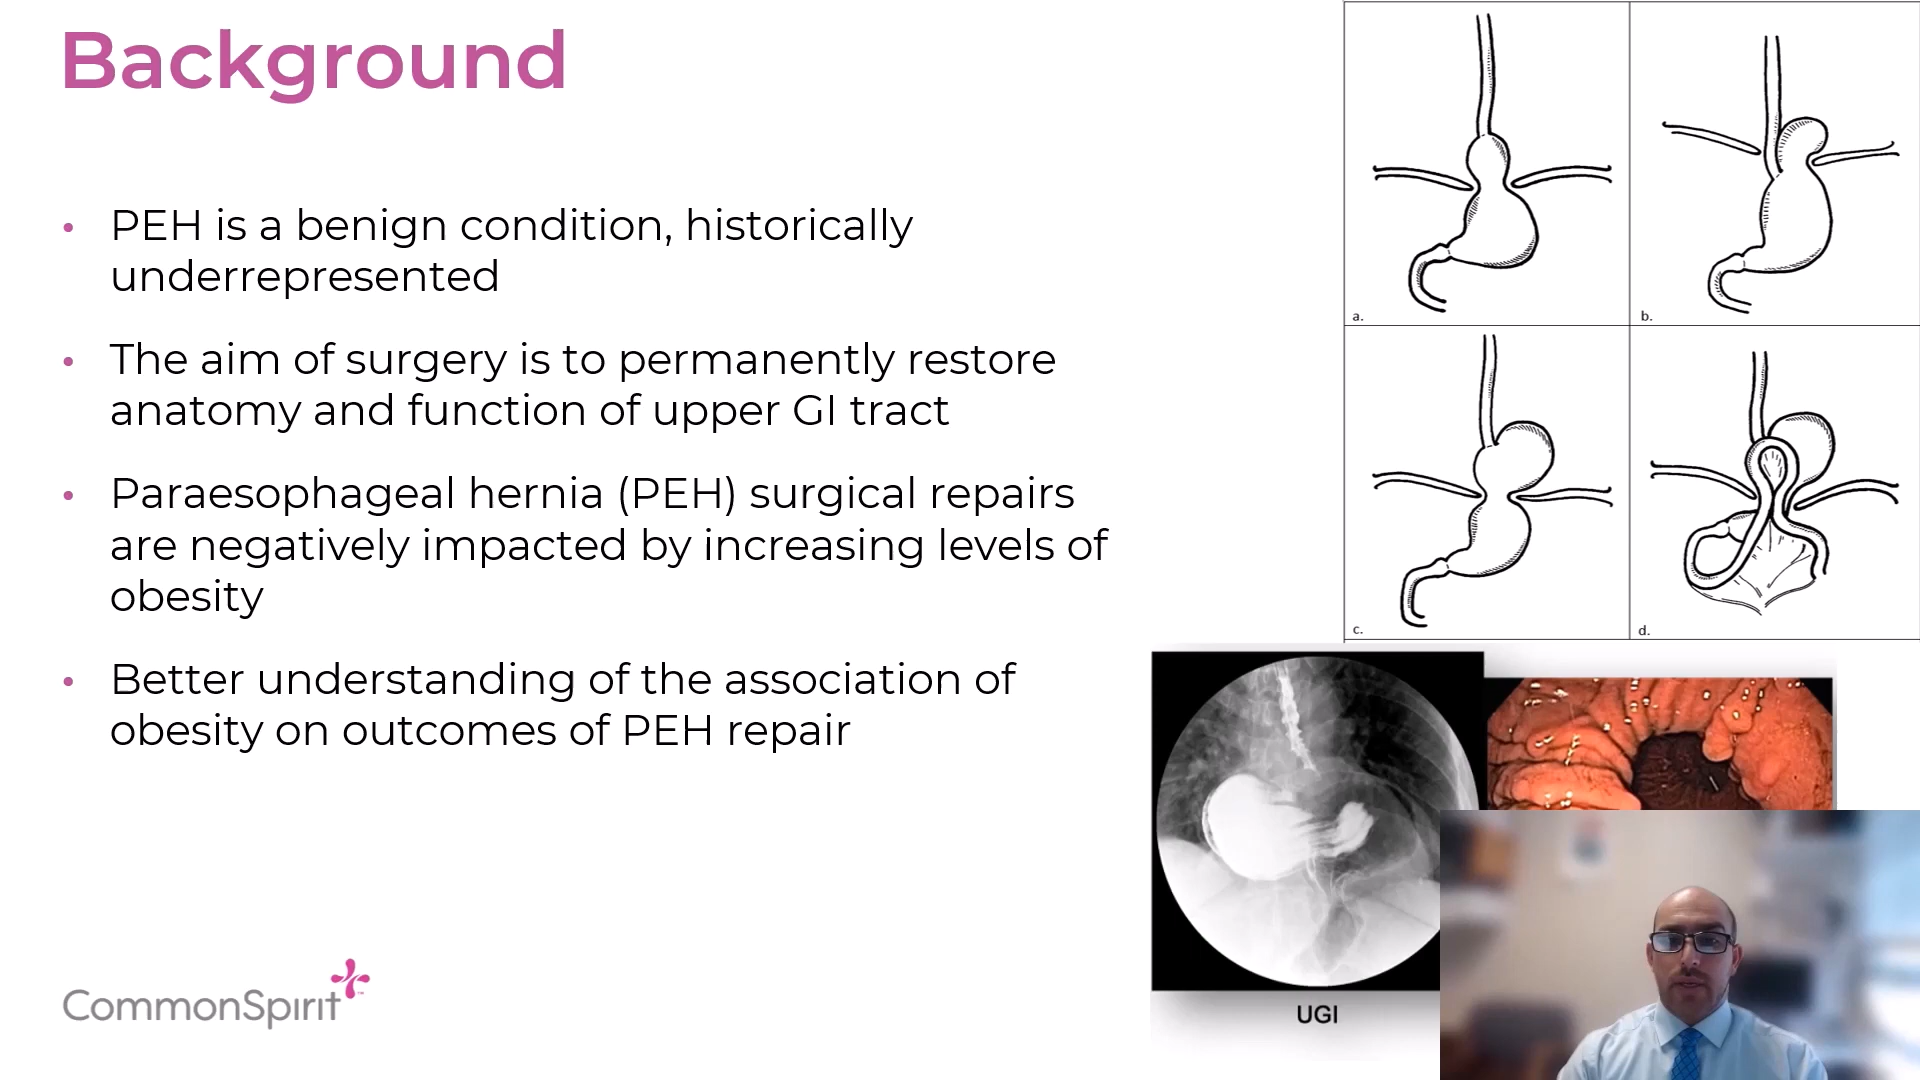 Background
• PEH is a benign condition, historically
underrepresented
• The aim of surgery is to permanently restore
anatomy and function of upper GI tract
• Paraesophageal hernia (PEH) surgical repairs
are negatively impacted by increasing levels of
obesity
• Better understanding of the association of
obesity on outcomes of PEH repair
CommonSpirit
a.
b.
c.
d.
UGI